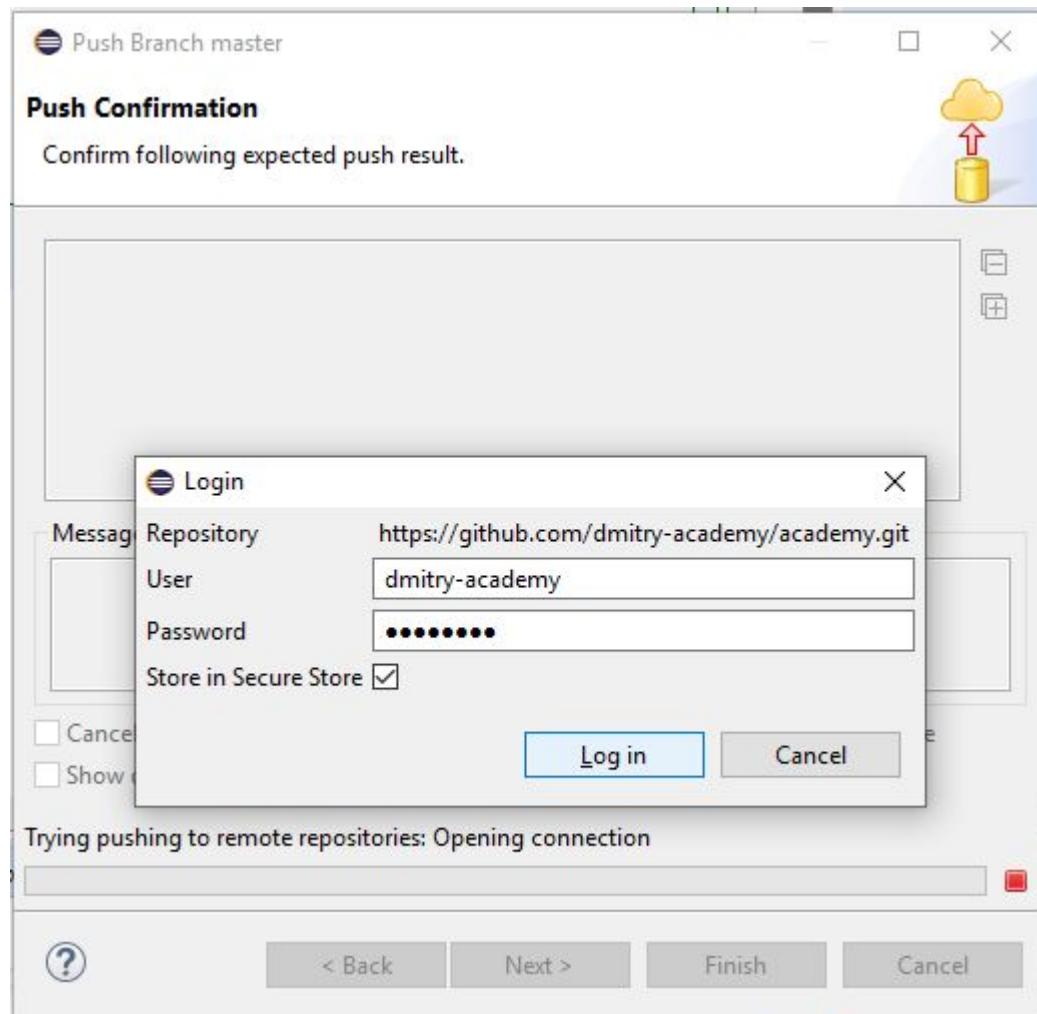 Push Branch master
Push Confirmation
Confirm following expected push result.
Login
Message
Repository https://github.com/dmitry-academy/academy.git
User dmitry-academy
Password ●●●●●●●●
Store in Secure Store
Log in Cancel
Show
Trying pushing to remote repositories: Opening connection
? < Back Next > Finish Cancel